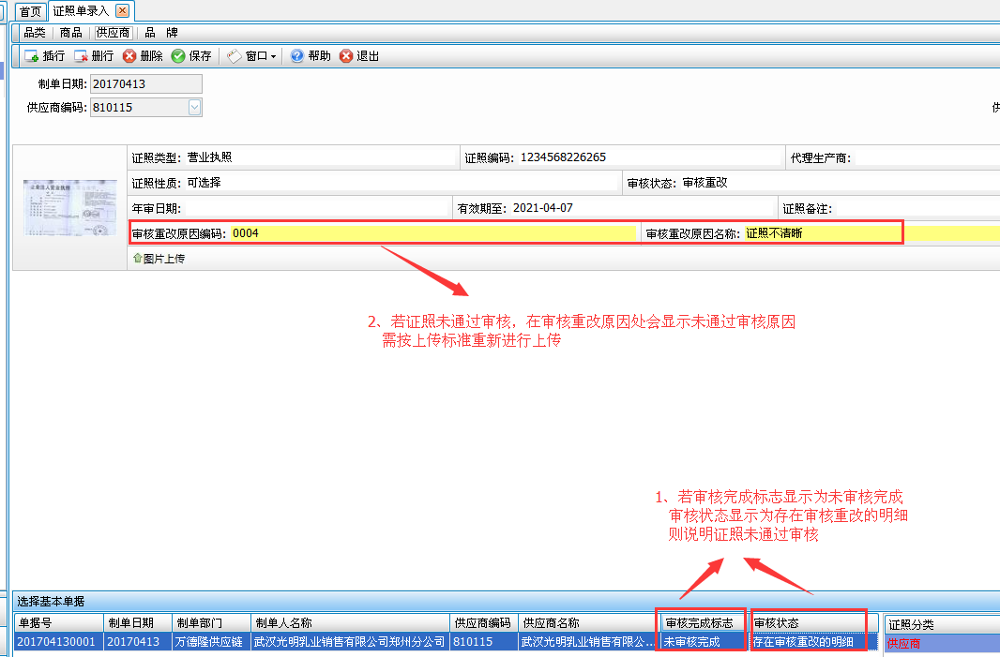 首页 证照单录入
品类 商品 供应商 品 牌
插行 删行 删除 保存 窗口 帮助 退出
制单日期: 20170413
供应商编码: 810115
证照类型: 营业执照 证照编码: 1234568226265 代理生产商:
证照性质: 可选择 审核状态: 审核重改
年审日期: 有效期至: 2021-04-07 证照备注:
审核重改原因编码: 0004 审核重改原因名称: 证照不清晰
图片上传
2、若证照未通过审核，在审核重改原因处会显示未通过审核原因
需按上传标准重新进行上传
1、若审核完成标志显示为未审核完成
审核状态显示为存在审核重改的明细
则说明证照未通过审核
选择基本单据
单据号 制单日期 制单部门 制单人名称 供应商编码 供应商名称 审核完成标志 审核状态 证照分类
201704130001 20170413 万德隆供应链 武汉光明乳业销售有限公司郑州分公司 810115 武汉光明乳业销售有限公... 未审核完成 存在审核重改的明细 供应商